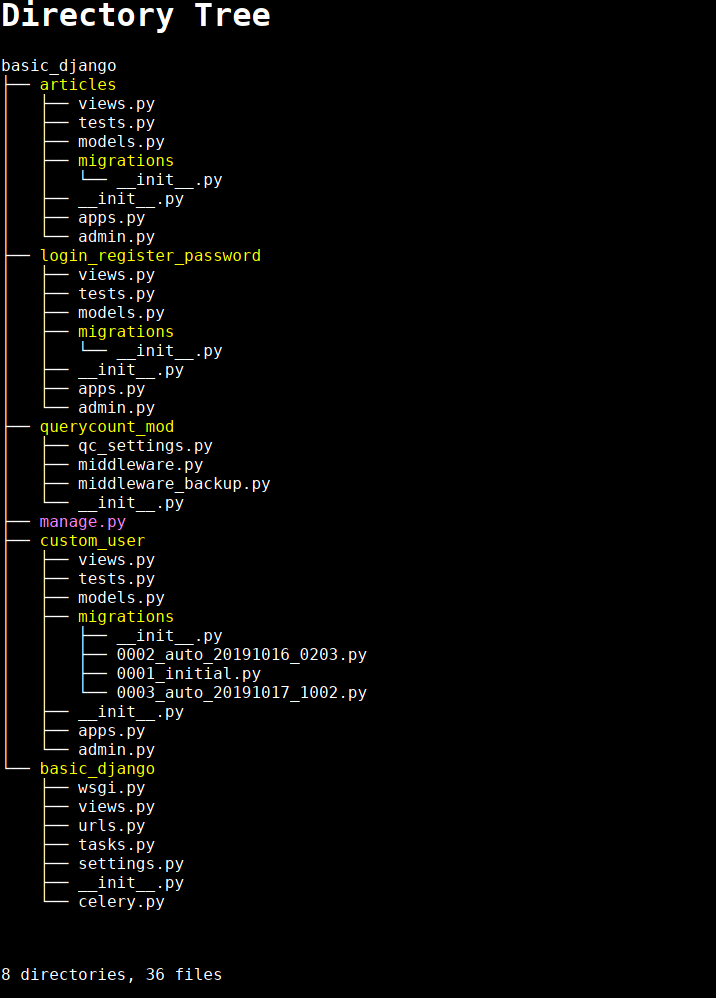 Directory Tree
basic_django
├── articles
│   ├── views.py
│   ├── tests.py
│   ├── models.py
│   ├── migrations
│   │   └── __init__.py
│   ├── __init__.py
│   ├── apps.py
│   └── admin.py
├── login_register_password
│   ├── views.py
│   ├── tests.py
│   ├── models.py
│   ├── migrations
│   │   └── __init__.py
│   ├── __init__.py
│   ├── apps.py
│   └── admin.py
├── querycount_mod
│   ├── qc_settings.py
│   ├── middleware.py
│   ├── middleware_backup.py
│   └── __init__.py
├── manage.py
├── custom_user
│   ├── views.py
│   ├── tests.py
│   ├── models.py
│   ├── migrations
│   │   ├── __init__.py
│   │   ├── 0002_auto_20191016_0203.py
│   │   ├── 0001_initial.py
│   │   └── 0003_auto_20191017_1002.py
│   ├── __init__.py
│   ├── apps.py
│   └── admin.py
└── basic_django
    ├── wsgi.py
    ├── views.py
    ├── urls.py
    ├── tasks.py
    ├── settings.py
    ├── __init__.py
    └── celery.py
8 directories, 36 files